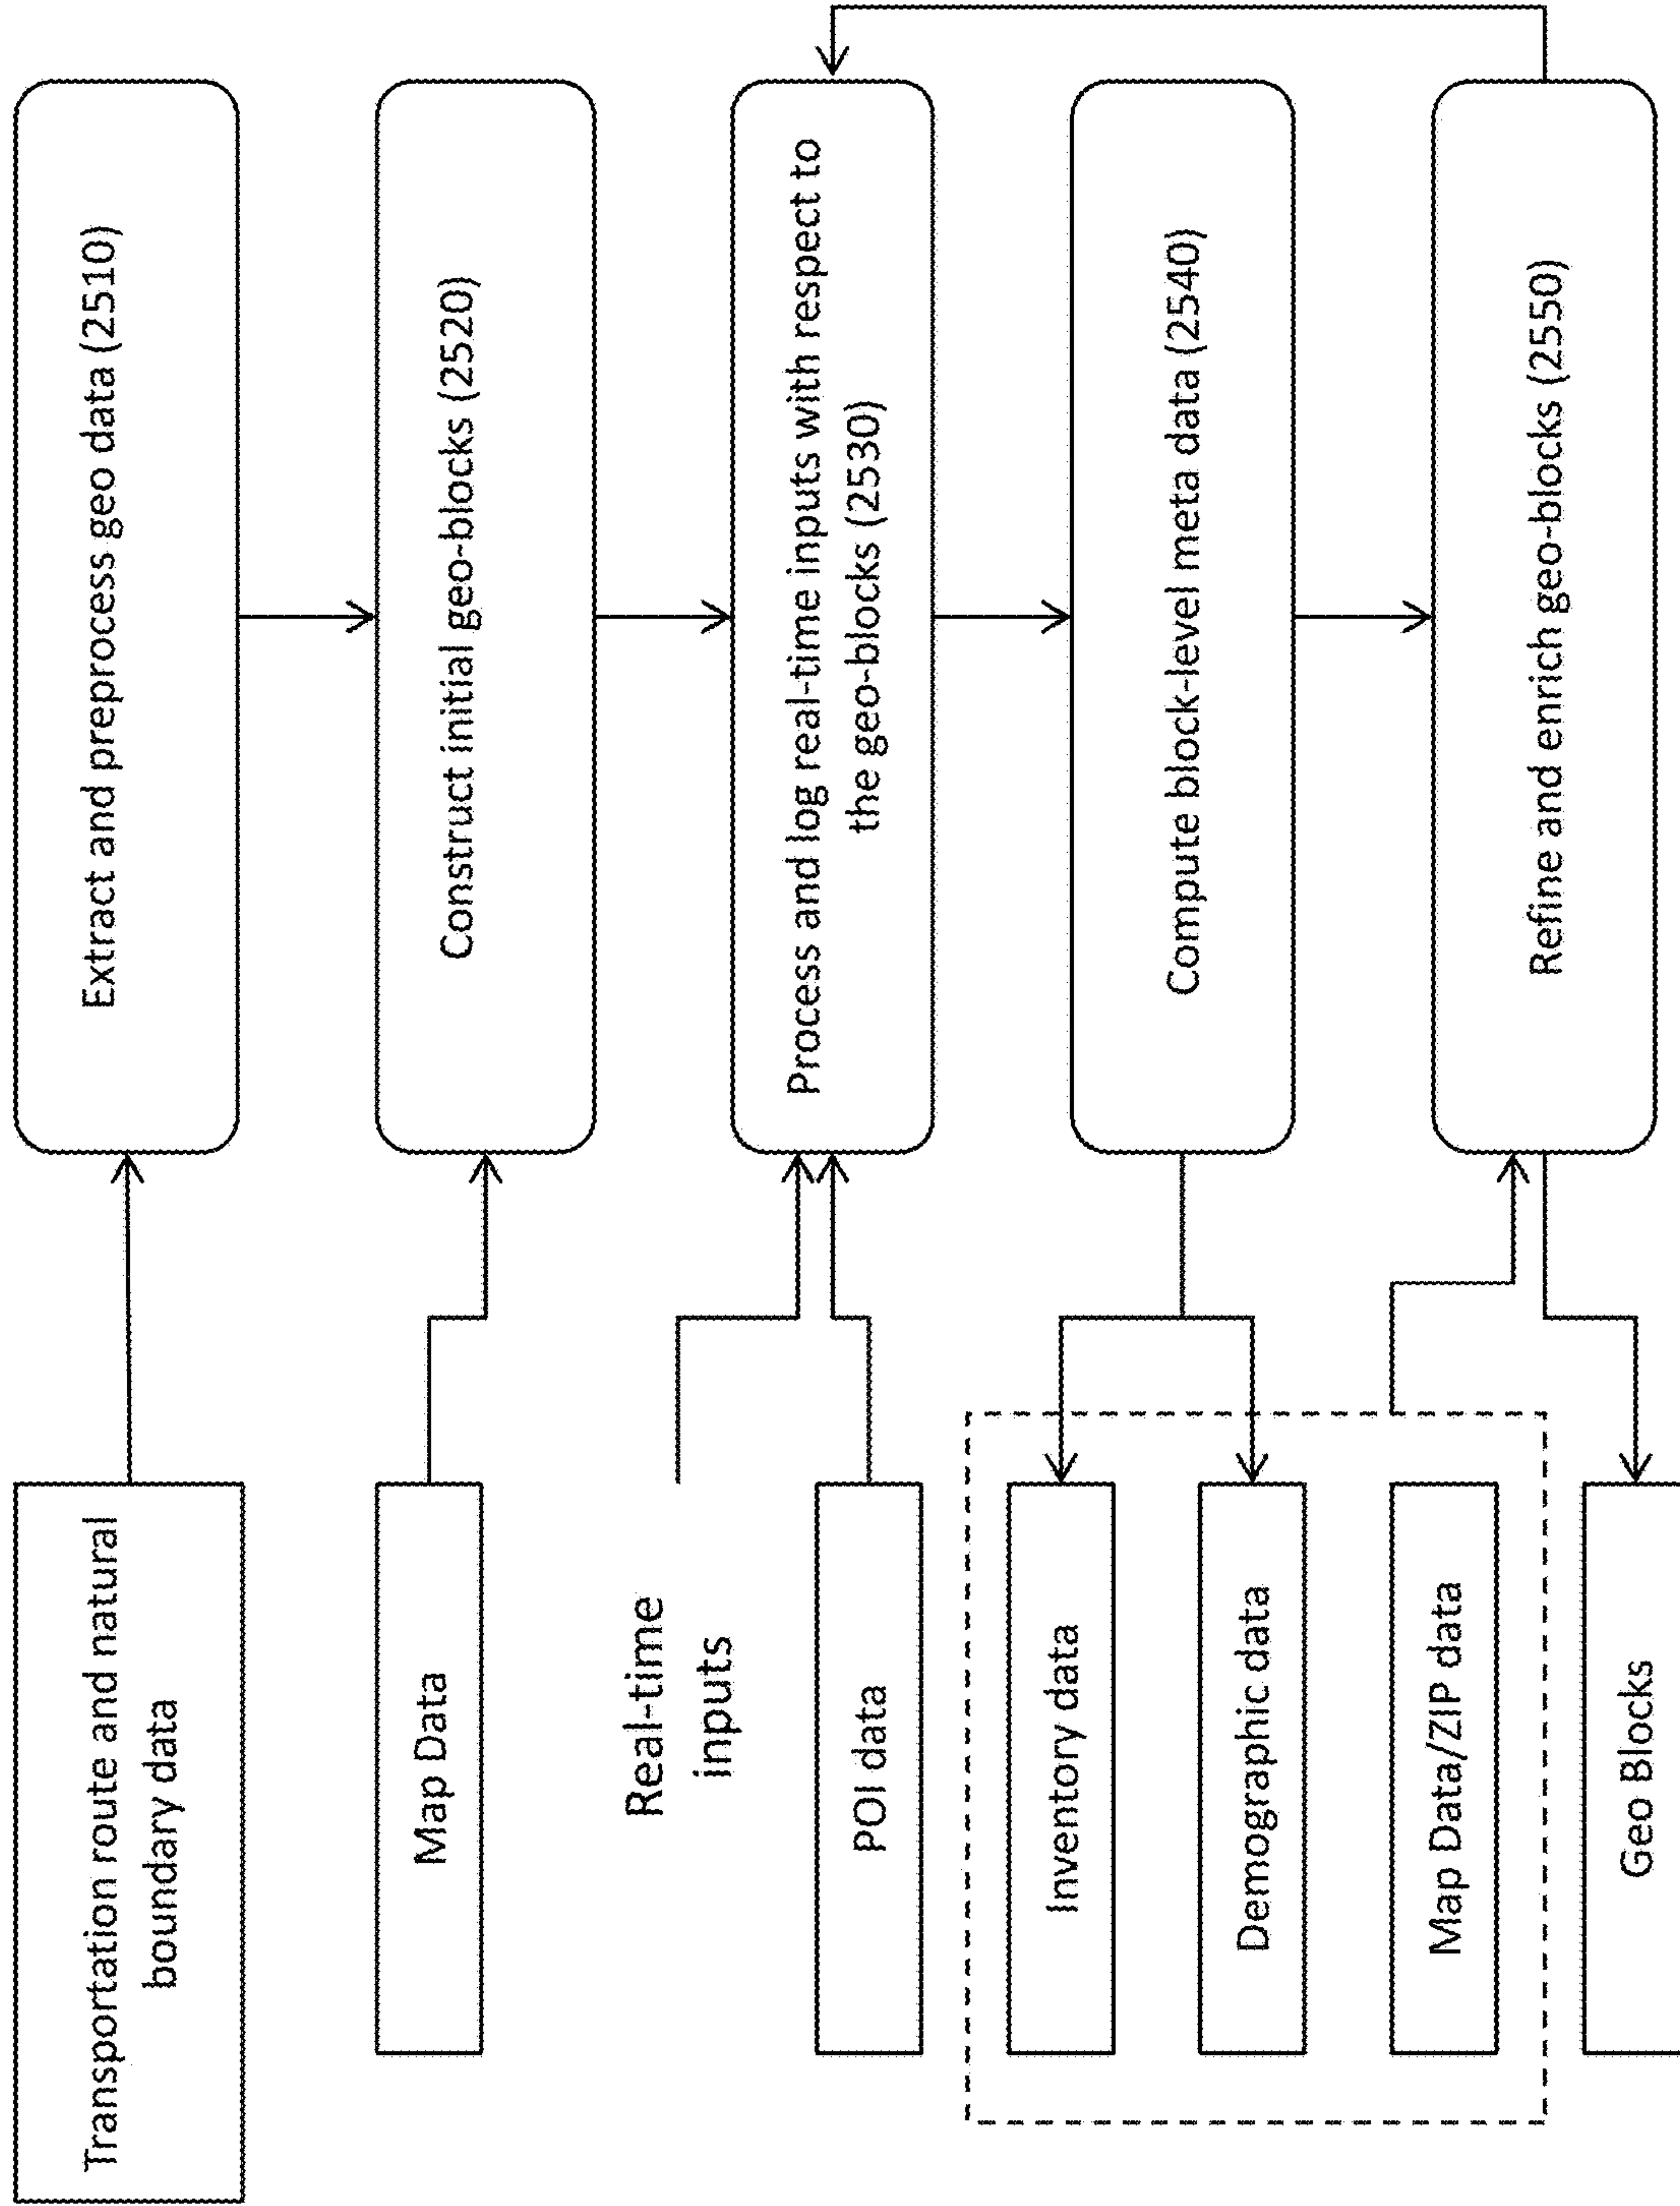 Transportation route and natural
boundary data
Extract and preprocess geo data (2510)
Map Data
Construct initial geo-blocks (2520)
Real-time
inputs
POI data
Process and log real-time inputs with respect to
the geo-blocks (2530)
Inventory data
Demographic data
Map Data/ZIP data
Compute block-level meta data (2540)
Geo Blocks
Refine and enrich geo-blocks (2550)